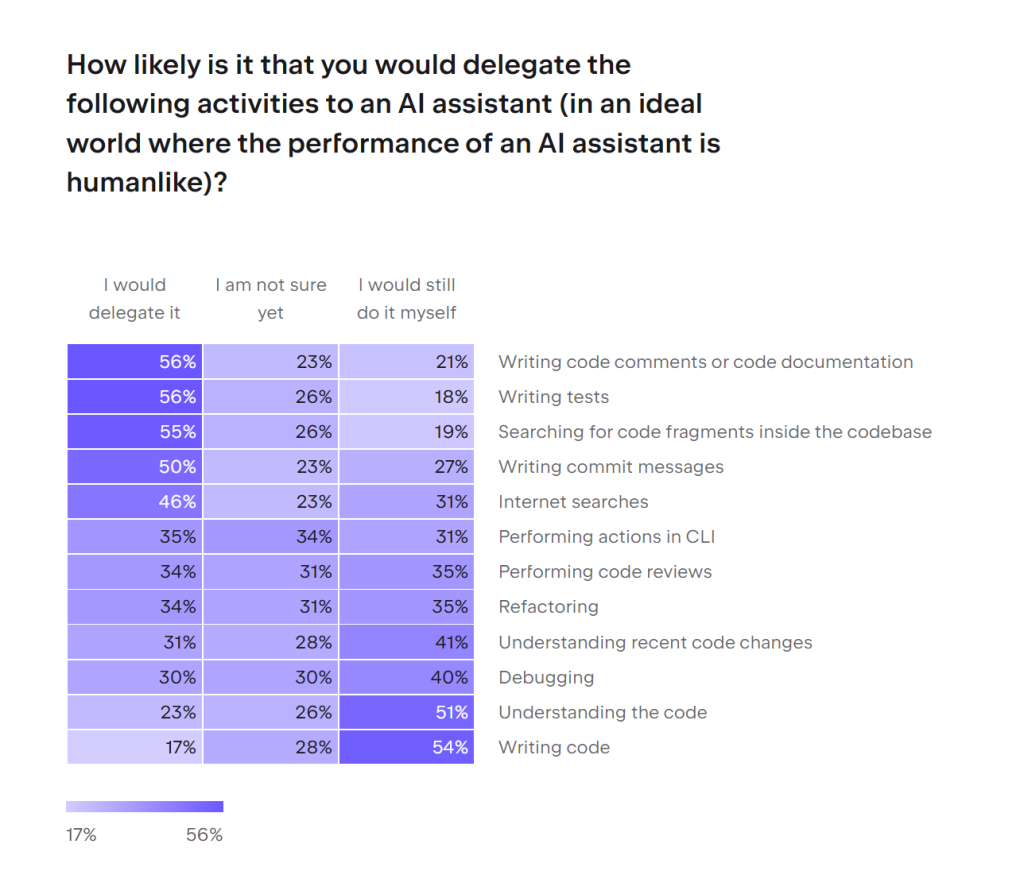 How likely is it that you would delegate the
following activities to an AI assistant (in an ideal
world where the performance of an AI assistant is
humanlike)?
I would delegate it
I am not sure yet
I would still do it myself
56% 23% 21% Writing code comments or code documentation
56% 26% 18% Writing tests
55% 26% 19% Searching for code fragments inside the codebase
50% 23% 27% Writing commit messages
46% 23% 31% Internet searches
35% 34% 31% Performing actions in CLI
34% 31% 35% Performing code reviews
34% 31% 35% Refactoring
31% 28% 41% Understanding recent code changes
30% 30% 40% Debugging
23% 26% 51% Understanding the code
17% 28% 54% Writing code
17% 56%